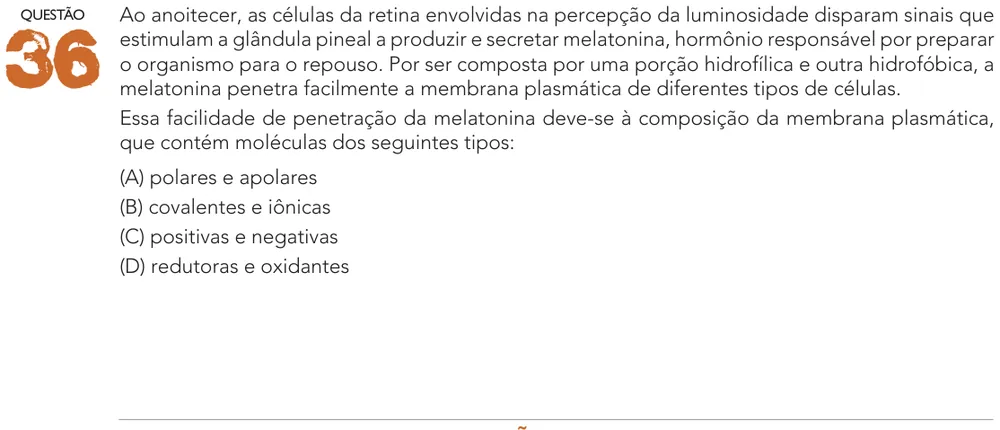 QUESTÃO
36
Ao anoitecer, as células da retina envolvidas na percepção da luminosidade disparam sinais que
estimulam a glândula pineal a produzir e secretar melatonina, hormônio responsável por preparar
o organismo para o repouso. Por ser composta por uma porção hidrofílica e outra hidrofóbica, a
melatonina penetra facilmente a membrana plasmática de diferentes tipos de células.
Essa facilidade de penetração da melatonina deve-se à composição da membrana plasmática,
que contém moléculas dos seguintes tipos:
(A) polares e apolares
(B) covalentes e iônicas
(C) positivas e negativas
(D) redutoras e oxidantes